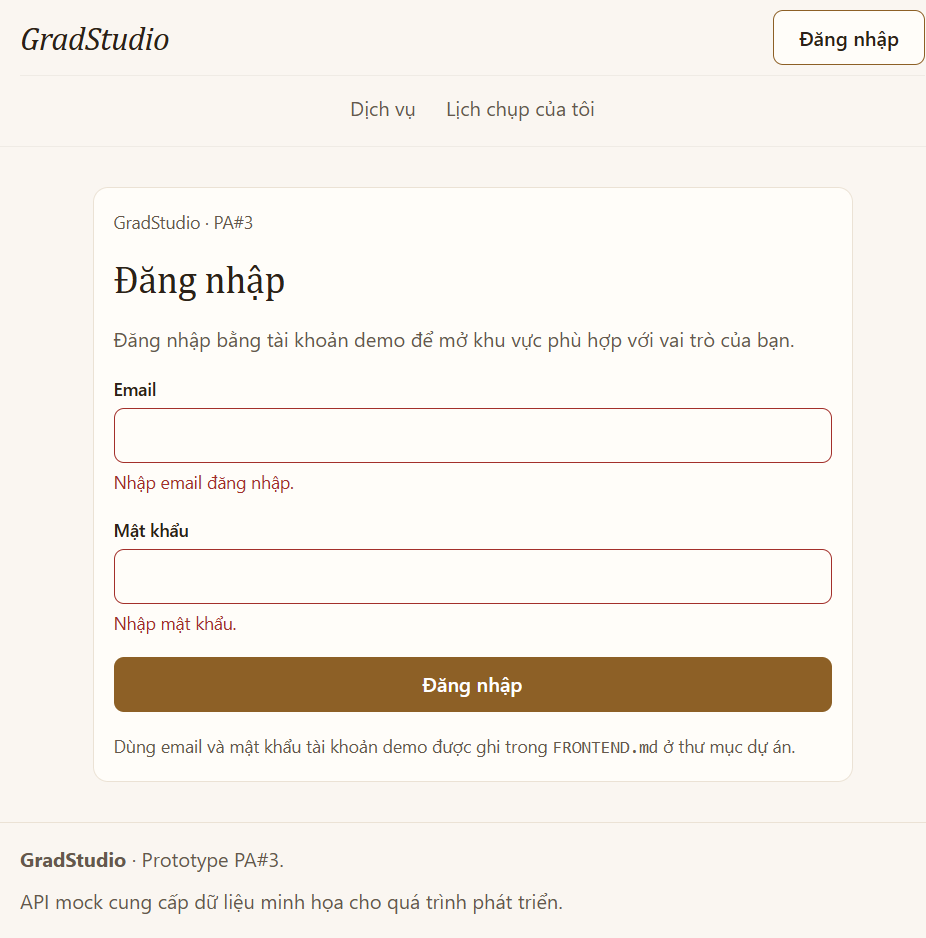 GradStudio
Đăng nhập
Dịch vụ
Lịch chụp của tôi
GradStudio · PA#3
Đăng nhập
Đăng nhập bằng tài khoản demo để mở khu vực phù hợp với vai trò của bạn.
Email
Nhập email đăng nhập.
Mật khẩu
Nhập mật khẩu.
Đăng nhập
Dùng email và mật khẩu tài khoản demo được ghi trong FRONTEND.md ở thư mục dự án.
GradStudio · Prototype PA#3.
API mock cung cấp dữ liệu minh họa cho quá trình phát triển.